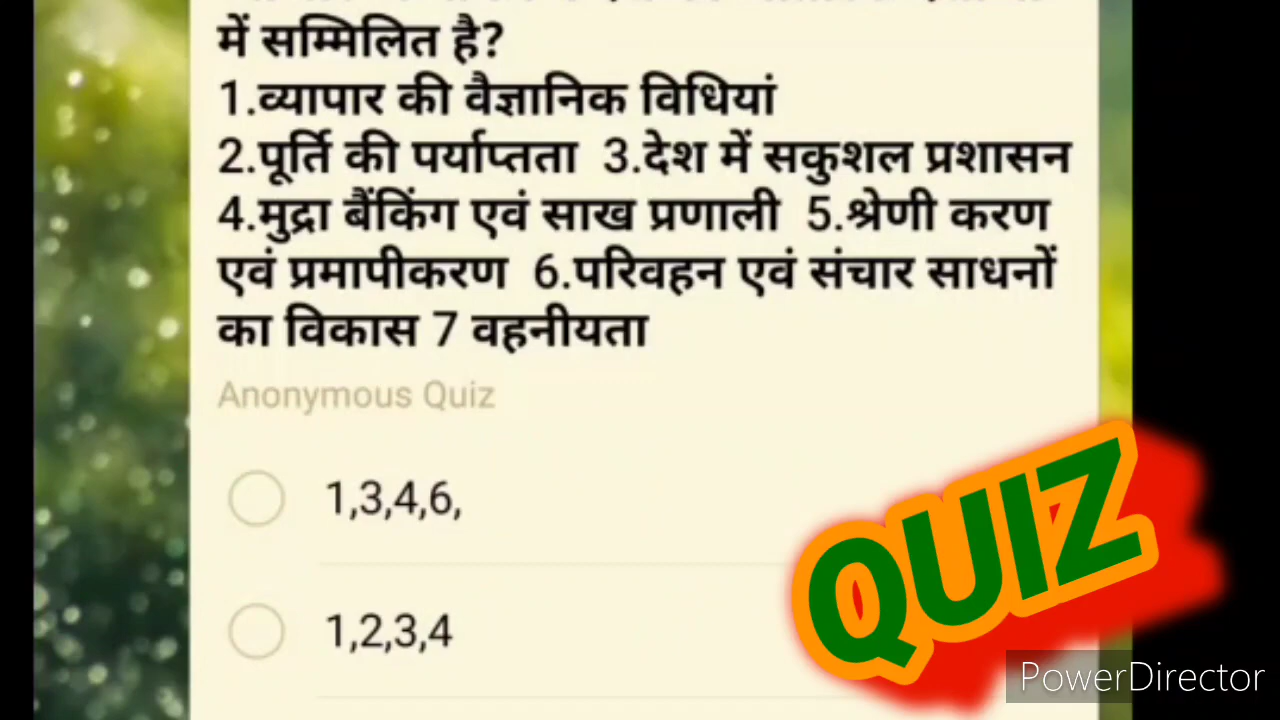 में सम्मिलित है?
1.व्यापार की वैज्ञानिक विधियां
2.पूर्ति की पर्याप्तता 3.देश में सकुशल प्रशासन
4.मुद्रा बैंकिंग एवं साख प्रणाली 5.श्रेणी करण
एवं प्रमापीकरण 6.परिवहन एवं संचार साधनों
का विकास 7 वहनीयता
Anonymous Quiz
1,3,4,6,
1,2,3,4
QUIZ
PowerDirector